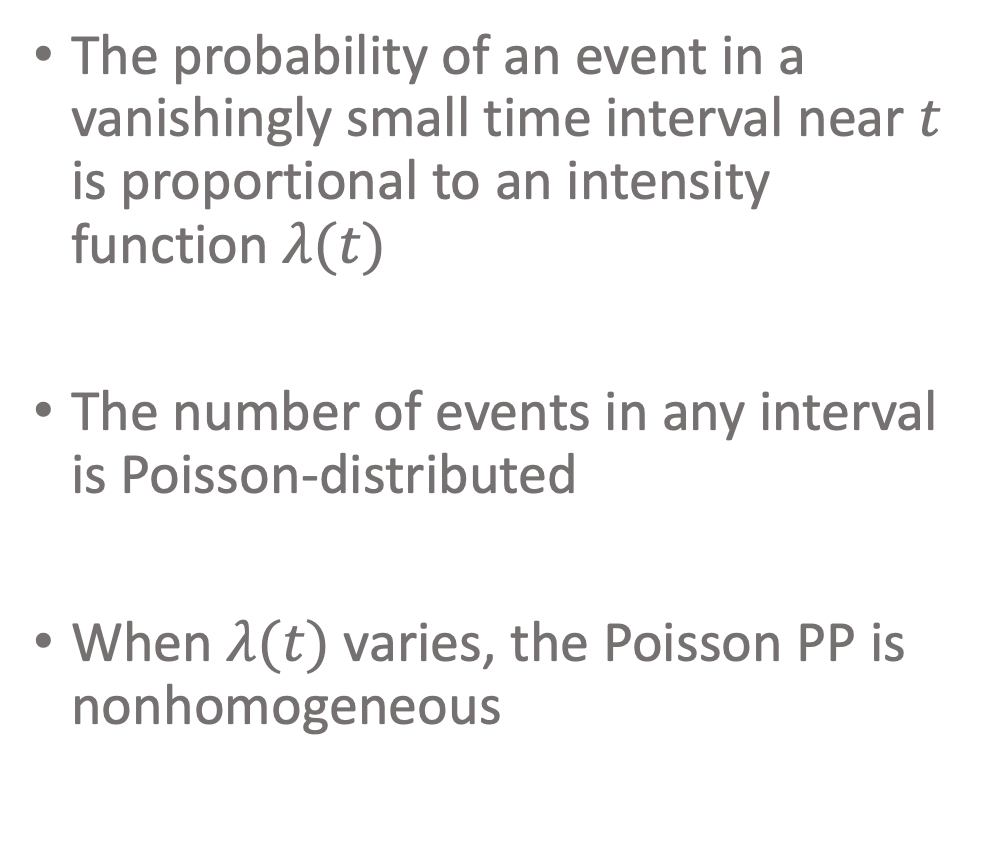 • The probability of an event in a
vanishingly small time interval near 𝑡
is proportional to an intensity
function 𝜆(𝑡)
• The number of events in any interval
is Poisson-distributed
• When 𝜆(𝑡) varies, the Poisson PP is
nonhomogeneous